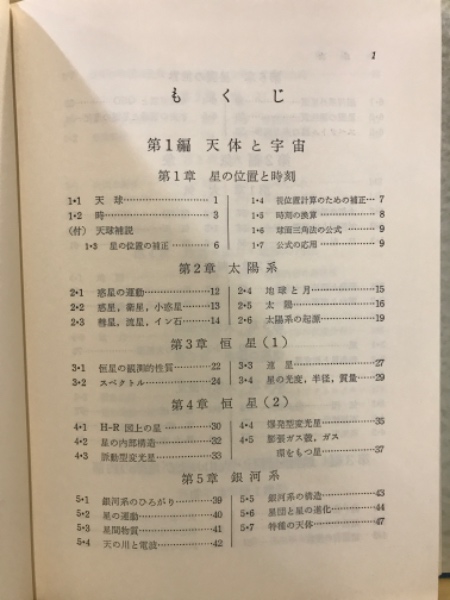 1
もくじ
第1編 天体と宇宙
第1章 星の位置と時刻
1・1 天球 1
1・2 時 3
(付) 天球補説
1・3 星の位置の補正 6
1・4 視位置計算のための補正 7
1・5 時刻の換算 8
1・6 球面三角法の公式 9
1・7 公式の応用 9
第2章 太陽系
2・1 惑星の運動 12
2・2 惑星，衛星，小惑星 13
2・3 彗星，流星，イン石 14
2・4 地球と月 15
2・5 太陽 16
2・6 太陽系の起源 19
第3章 恒星(1)
3・1 恒星の観測的性質 22
3・2 スペクトル 24
3・3 連星 27
3・4 星の光度，半径，質量 29
第4章 恒星(2)
4・1 H-R 図上の星 30
4・2 星の内部構造 32
4・3 脈動型変光星 33
4・4 爆発型変光星 35
4・5 膨張ガス殻，ガス
環をもつ星 37
第5章 銀河系
5・1 銀河系のひろがり 39
5・2 星の運動 40
5・3 星間物質 41
5・4 天の川と電波 42
5・5 銀河系の構造 43
5・6 星団と星の進化 44
5・7 特種の天体 47